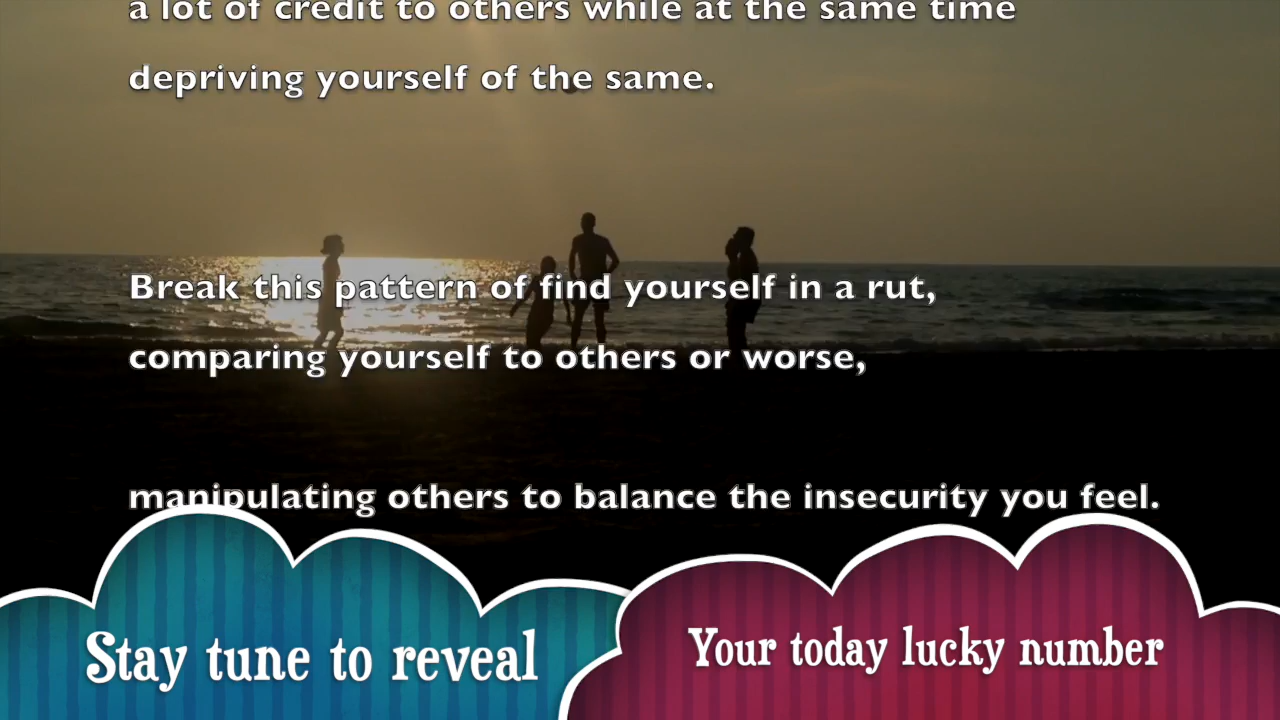 a lot of credit to others while at the same time
depriving yourself of the same.
Break this pattern of find yourself in a rut,
comparing yourself to others or worse,
manipulating others to balance the insecurity you feel.
Stay tune to reveal
Your today lucky number